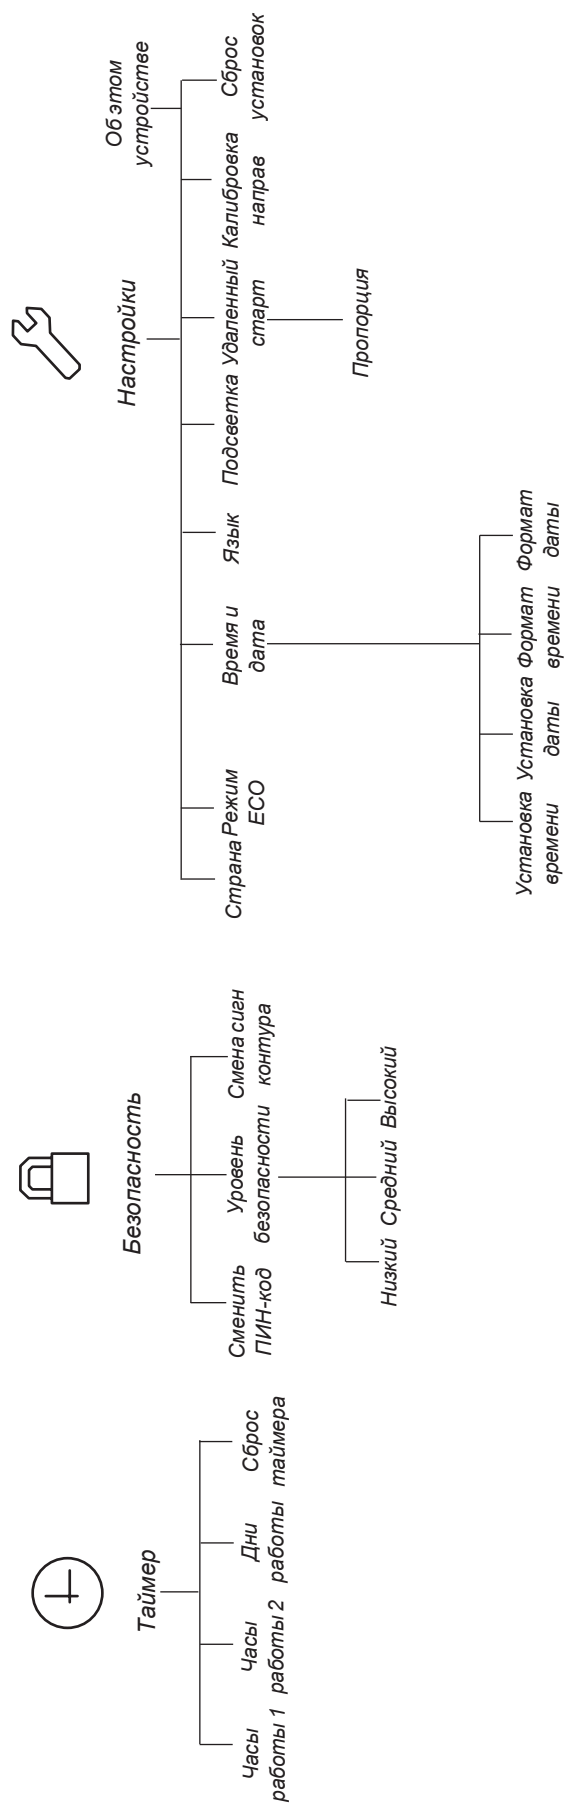 Таймер
Часы
работы 1
Часы
работы 2
Дни
работы
Сброс
таймера
Безопасность
Сменить
ПИН-код
Уровень
безопасности
Смена сигн
контура
Низкий
Средний
Высокий
Настройки
Страна
Режим
ECO
Время и
дата
Язык
Подсветка
Удаленный
старт
Калибровка
направ
Сброс
установок
Об этом
устройстве
Пропорция
Установка
времени
Установка
даты
Формат
времени
Формат
даты